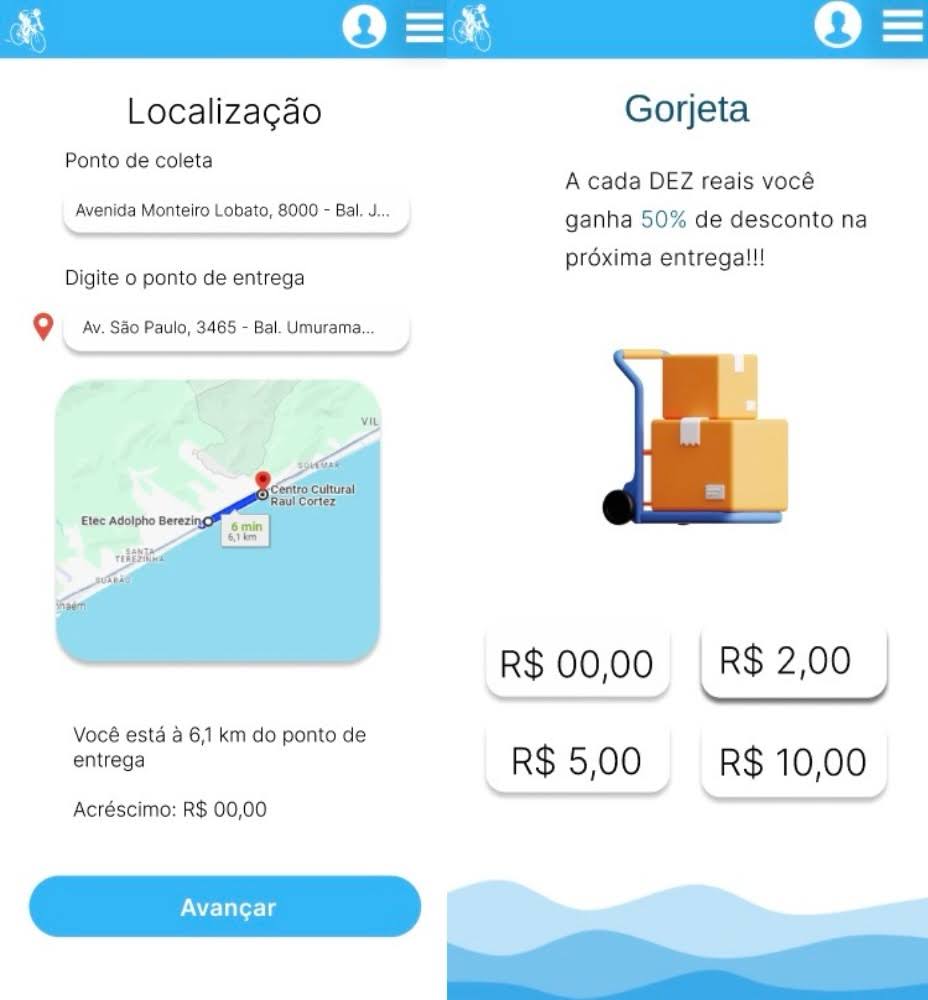 Localização
Ponto de coleta
Avenida Monteiro Lobato, 8000 - Bal. J...
Digite o ponto de entrega
Av. São Paulo, 3465 - Bal. Umurama...
VIL
SOLEMAR
Centro Cultural
Raul Cortez
Etec Adolpho Berezin
6 min
6,1 km
SANTA
TEREZINHA
SUARÃO
nhaém
Você está à 6,1 km do ponto de
entrega
Acréscimo: R$ 00,00
Avançar
Gorjeta
A cada DEZ reais você
ganha 50% de desconto na
próxima entrega!!!
R$ 00,00
R$ 2,00
R$ 5,00
R$ 10,00